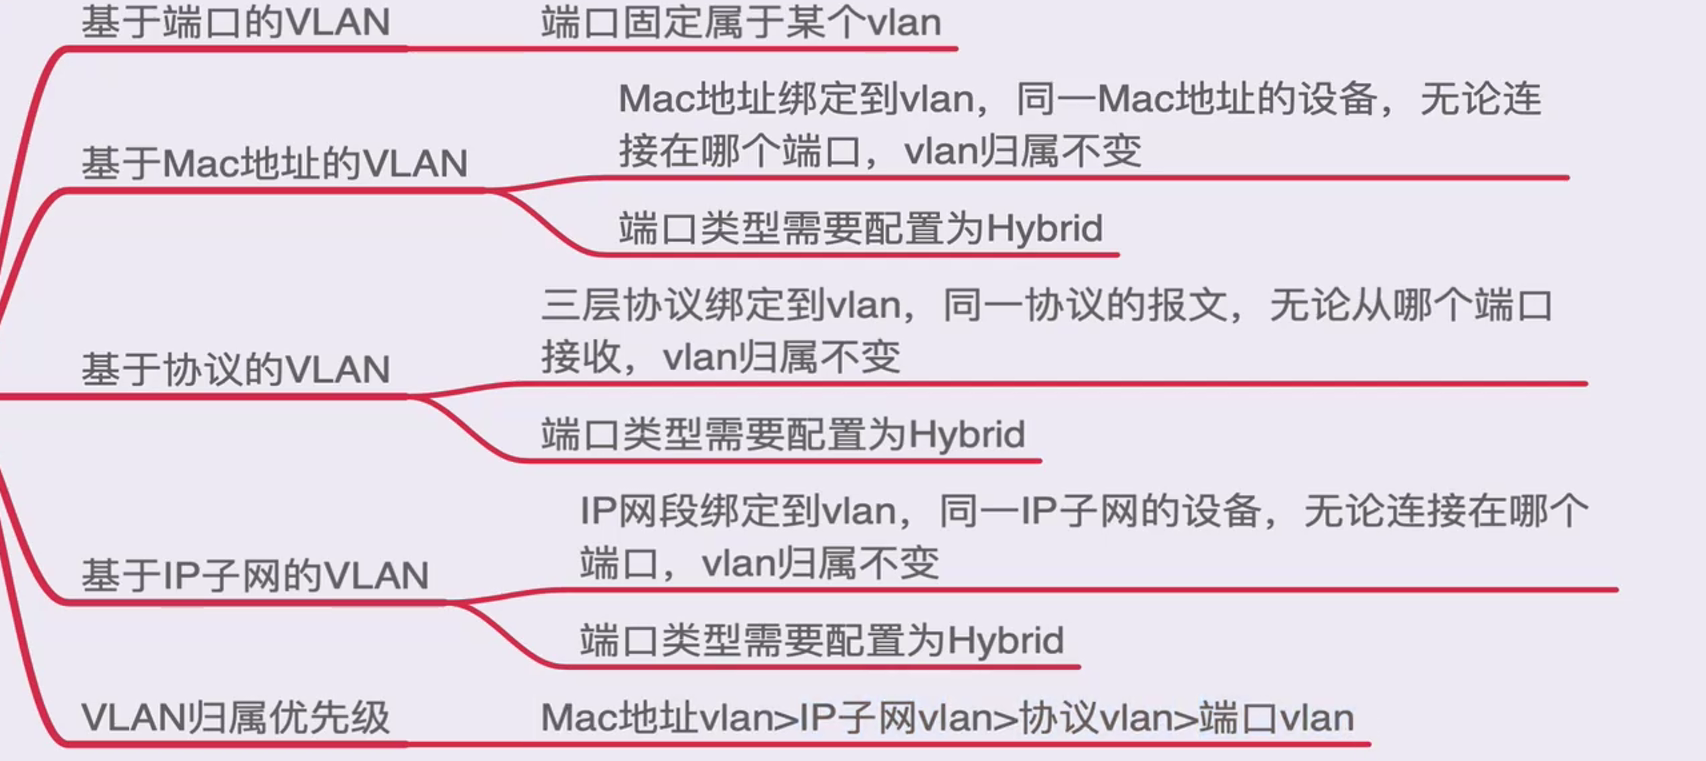 基于端口的VLAN
端口固定属于某个vlan
基于Mac地址的VLAN
Mac地址绑定到vlan，同一Mac地址的设备，无论连
接在哪个端口，vlan归属不变
端口类型需要配置为Hybrid
基于协议的VLAN
三层协议绑定到vlan，同一协议的报文，无论从哪个端口
接收，vlan归属不变
端口类型需要配置为Hybrid
基于IP子网的VLAN
IP网段绑定到vlan，同一IP子网的设备，无论连接在哪个
端口，vlan归属不变
端口类型需要配置为Hybrid
VLAN归属优先级
Mac地址vlan>IP子网vlan>协议vlan>端口vlan